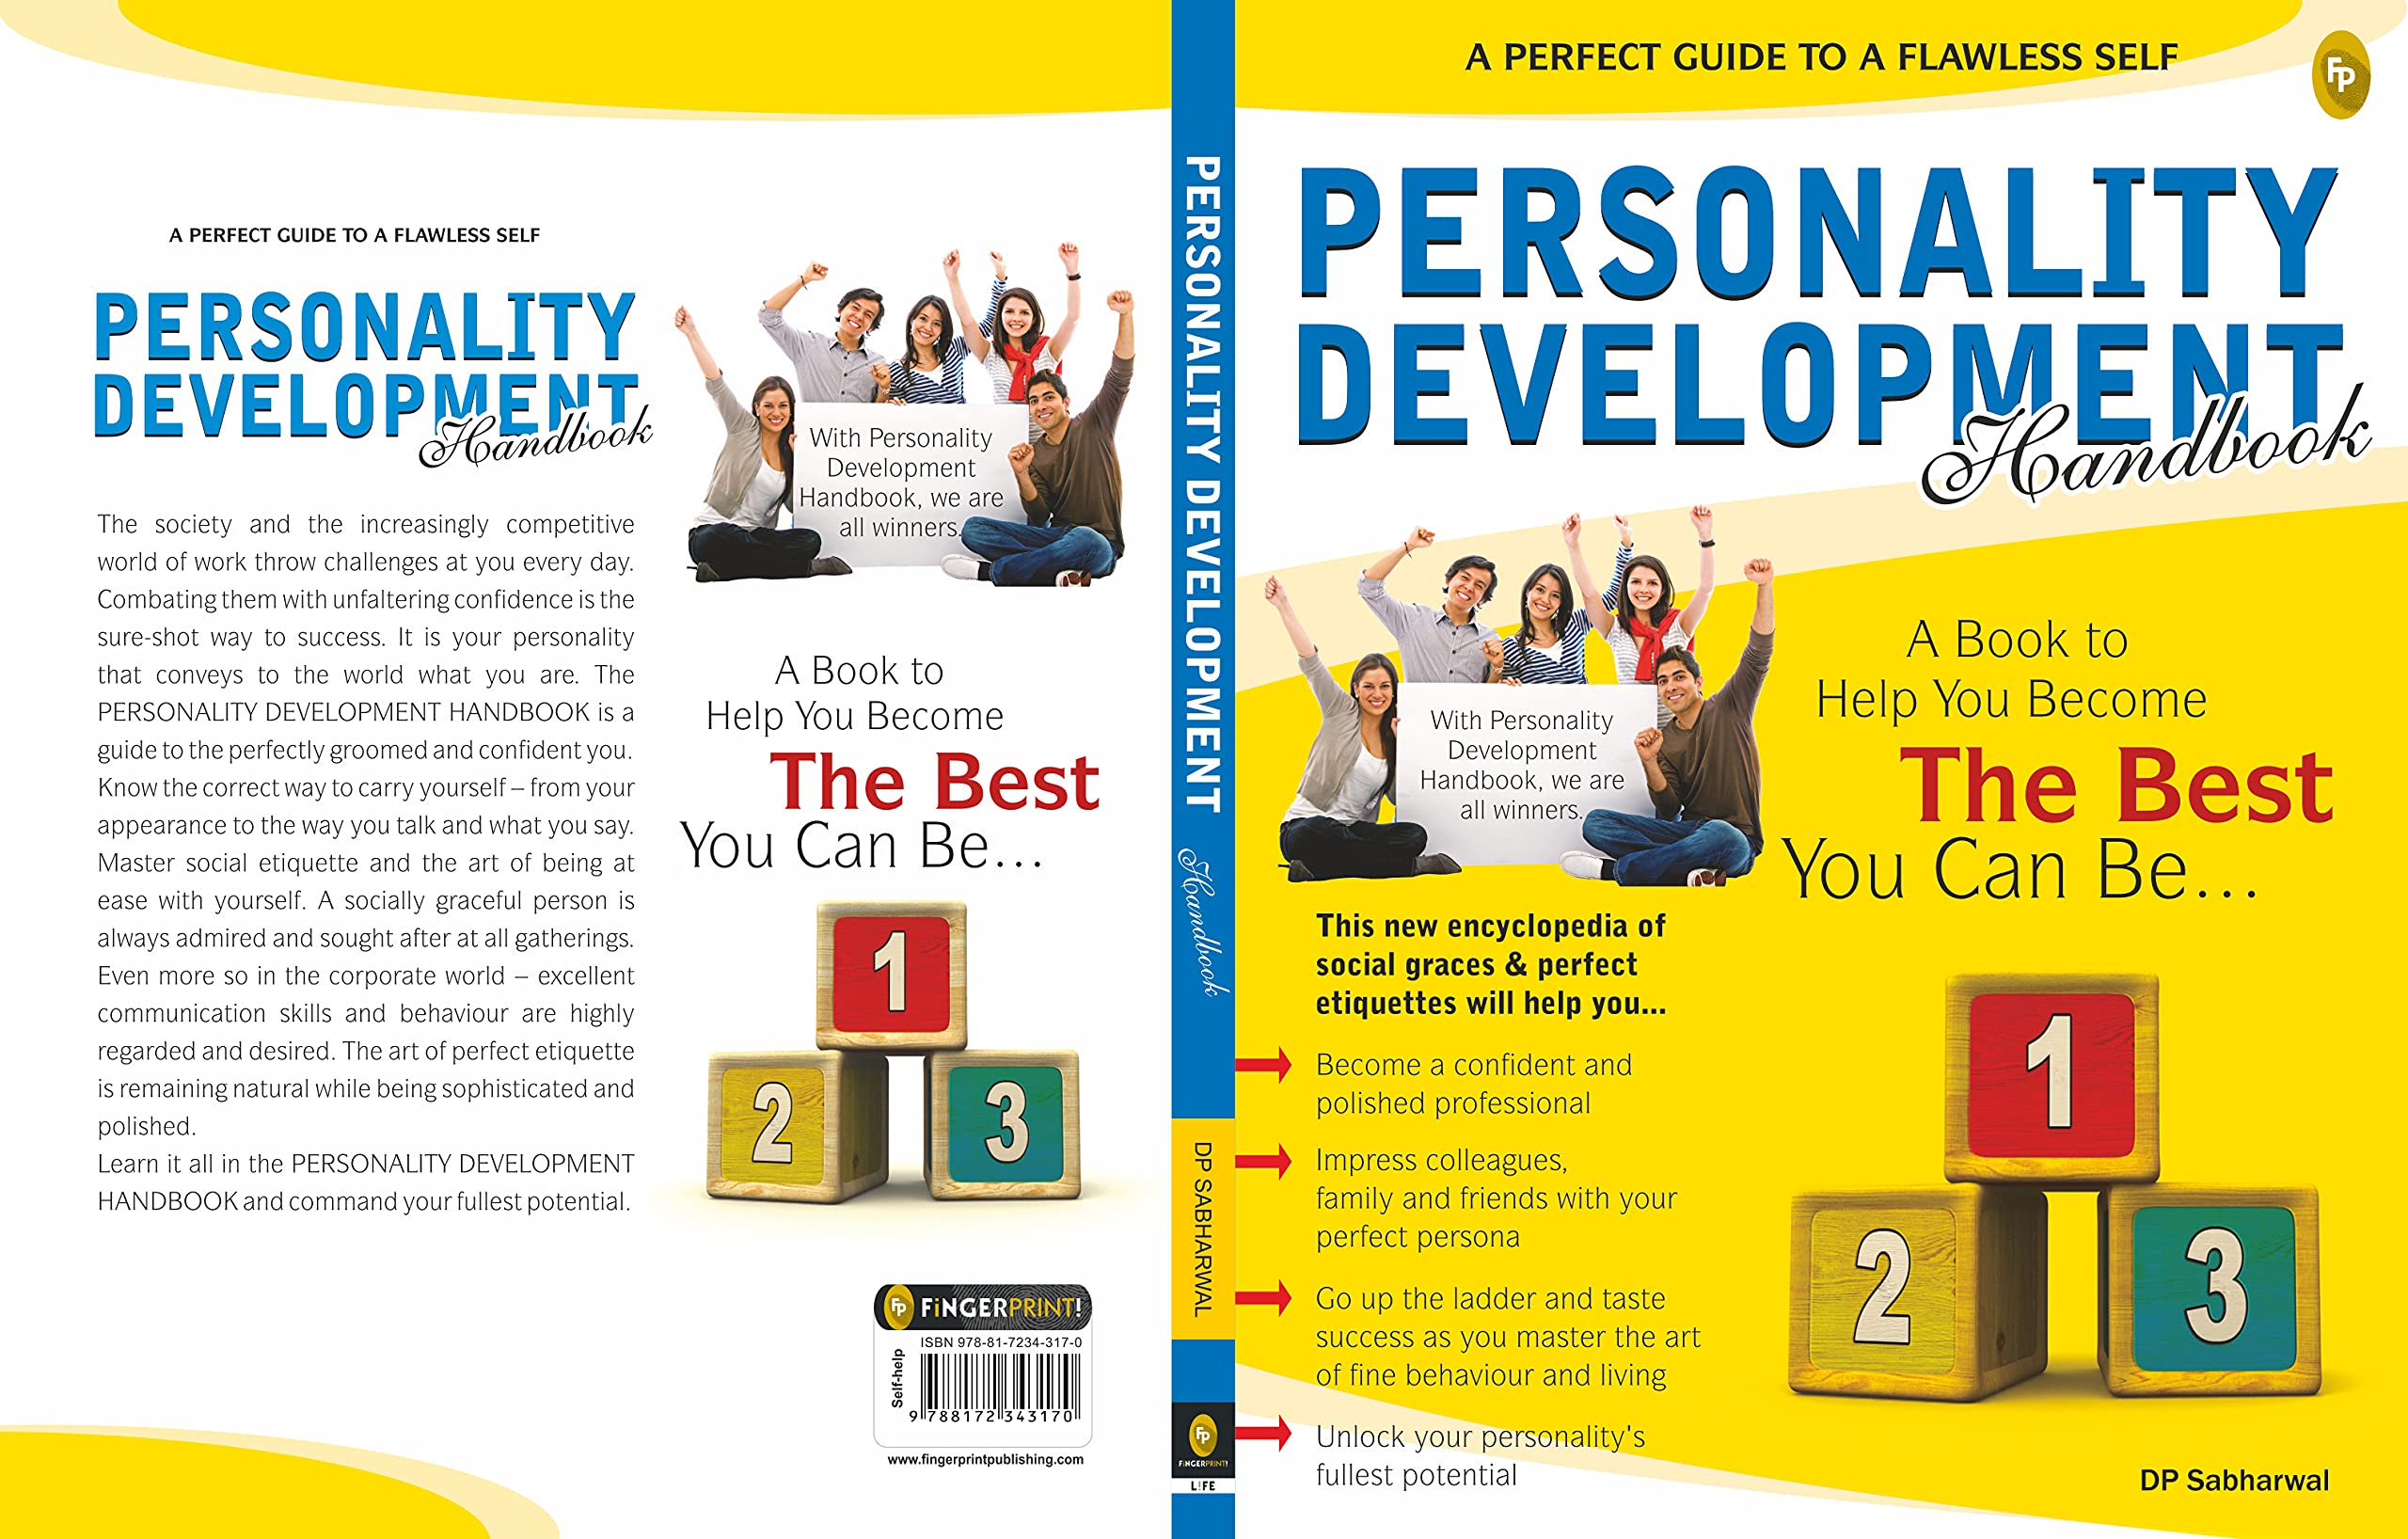 A PERFECT GUIDE TO A FLAWLESS SELF
PERSONALITY
DEVELOPMENT
Handbook
The society and the increasingly competitive
world of work throw challenges at you every day.
Combating them with unfaltering confidence is the
sure-shot way to success. It is your personality
that conveys to the world what you are. The
PERSONALITY DEVELOPMENT HANDBOOK is a
guide to the perfectly groomed and confident you.
Know the correct way to carry yourself – from your
appearance to the way you talk and what you say.
Master social etiquette and the art of being at
ease with yourself. A socially graceful person is
always admired and sought after at all gatherings.
Even more so in the corporate world – excellent
communication skills and behaviour are highly
regarded and desired. The art of perfect etiquette
is remaining natural while being sophisticated and
polished.
Learn it all in the PERSONALITY DEVELOPMENT
HANDBOOK and command your fullest potential.
With Personality
Development
Handbook, we are
all winners.
A Book to
Help You Become
The Best
You Can Be...
1
2 3
FP FiNGERPRINT!
ISBN 978-81-7234-317-0
Self-help
9 788172 343170
www.fingerprintpublishing.com
PERSONALITY DEVELOPMENT Handbook
DP SABHARWAL
FP
FiNGERPRINT!
L!FE
A PERFECT GUIDE TO A FLAWLESS SELF
FP
PERSONALITY
DEVELOPMENT
Handbook
With Personality
Development
Handbook, we are
all winners.
A Book to
Help You Become
The Best
You Can Be...
This new encyclopedia of
social graces & perfect
etiquettes will help you...
Become a confident and
polished professional
Impress colleagues,
family and friends with your
perfect persona
Go up the ladder and taste
success as you master the art
of fine behaviour and living
Unlock your personality's
fullest potential
1
2 3
DP Sabharwal